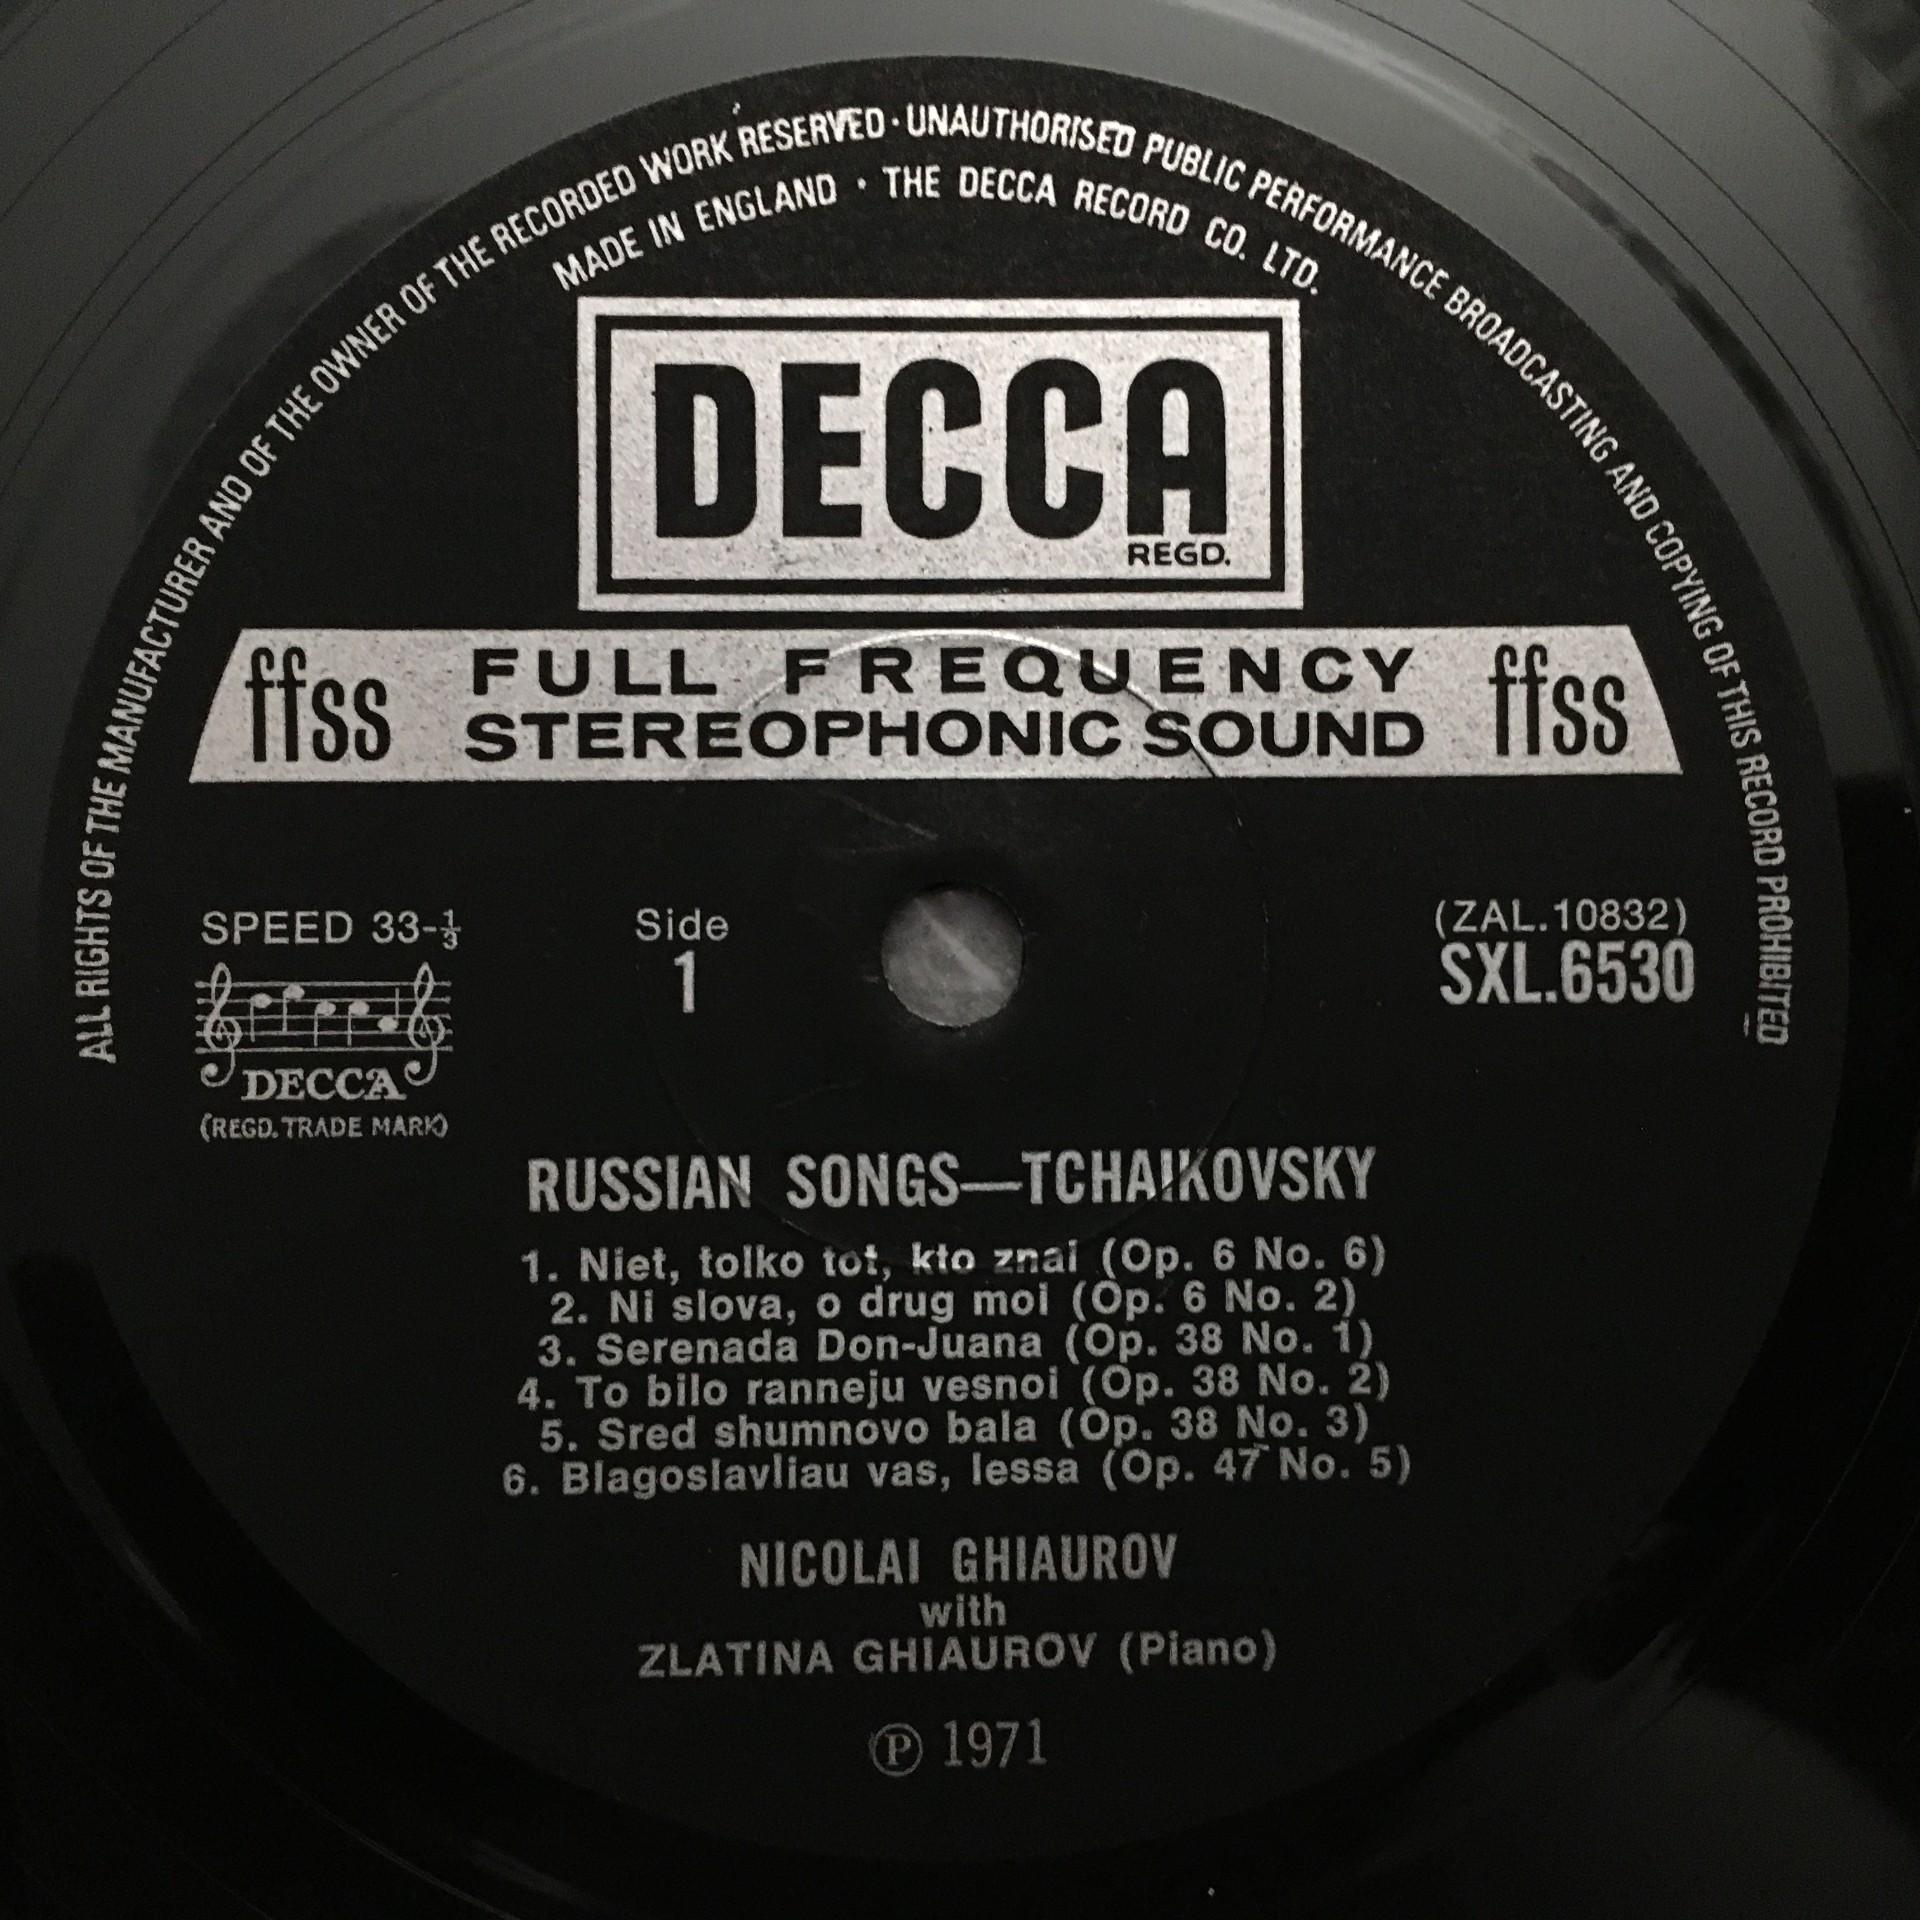 ALL RIGHTS OF THE MANUFACTURER AND OF THE OWNER OF THE RECORDED WORK RESERVED · UNAUTHORISED PUBLIC PERFORMANCE BROADCASTING AND COPYING OF THIS RECORD PROHIBITED
MADE IN ENGLAND · THE DECCA RECORD CO. LTD.
DECCA
REGD.
ffss FULL FREQUENCY STEREOPHONIC SOUND ffss
SPEED 33-⅓
Side
1
(ZAL.10832)
SXL.6530
DECCA
(REGD. TRADE MARK)
RUSSIAN SONGS—TCHAIKOVSKY
1. Niet, tolko tot, kto znai (Op. 6 No. 6)
2. Ni slova, o drug moi (Op. 6 No. 2)
3. Serenada Don-Juana (Op. 38 No. 1)
4. To bilo ranneju vesnoi (Op. 38 No. 2)
5. Sred shumnovo bala (Op. 38 No. 3)
6. Blagoslavliau vas, lessa (Op. 47 No. 5)
NICOLAI GHIAUROV
with
ZLATINA GHIAUROV (Piano)
Ⓟ 1971